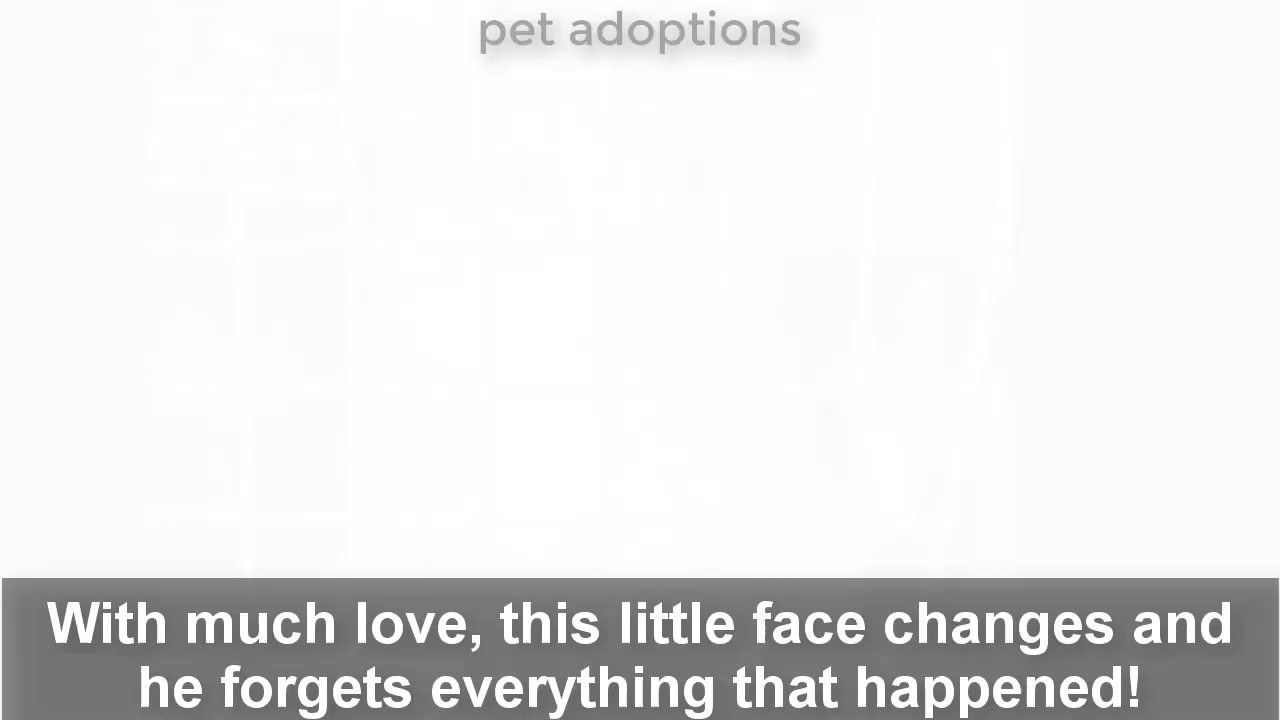 pet adoptions
With much love, this little face changes and
he forgets everything that happened!